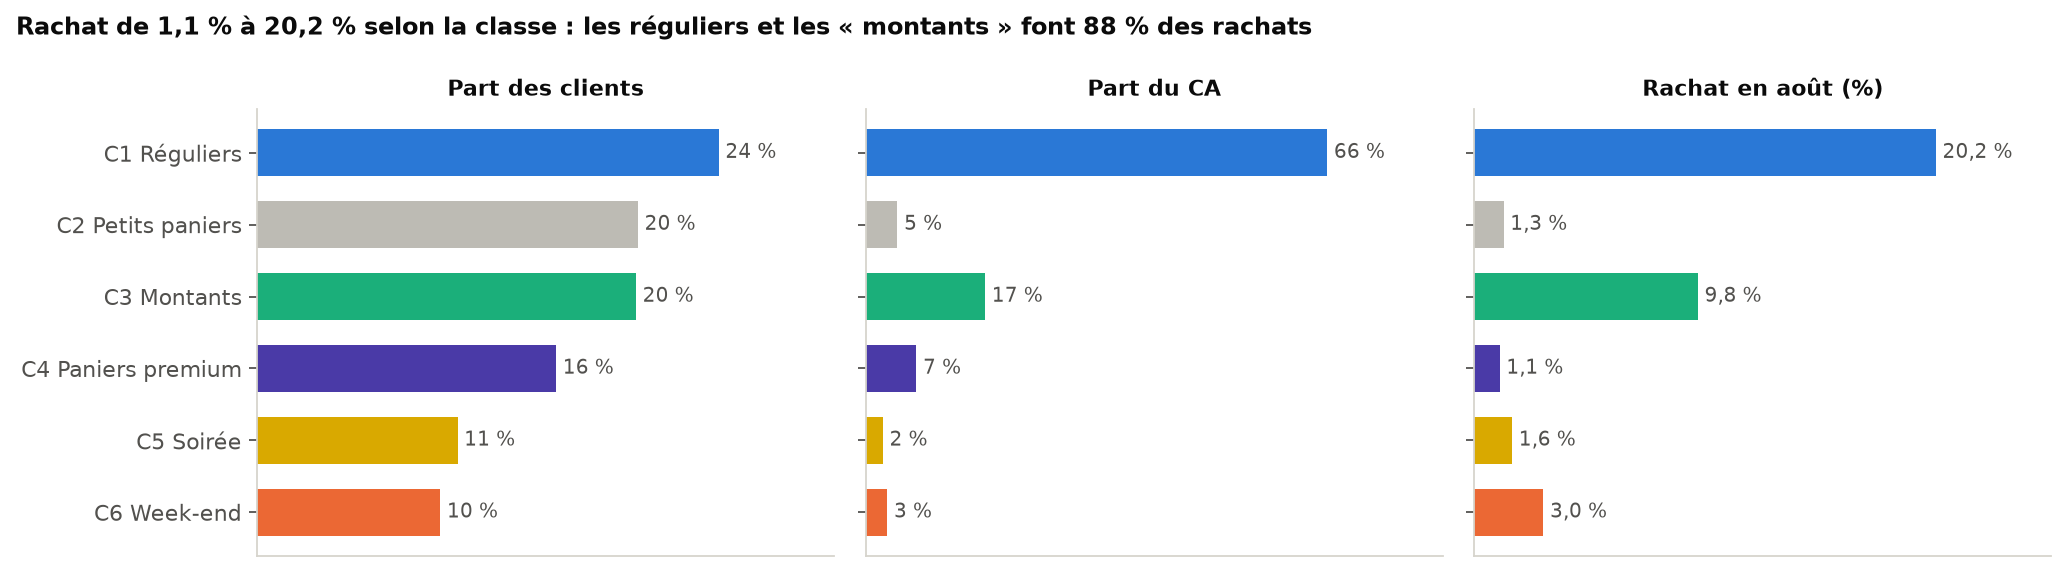 Rachat de 1,1 % à 20,2 % selon la classe : les réguliers et les « montants » font 88 % des rachats
Part des clients
C1 Réguliers 24 %
C2 Petits paniers 20 %
C3 Montants 20 %
C4 Paniers premium 16 %
C5 Soirée 11 %
C6 Week-end 10 %
Part du CA
66 %
5 %
17 %
7 %
2 %
3 %
Rachat en août (%)
20,2 %
1,3 %
9,8 %
1,1 %
1,6 %
3,0 %